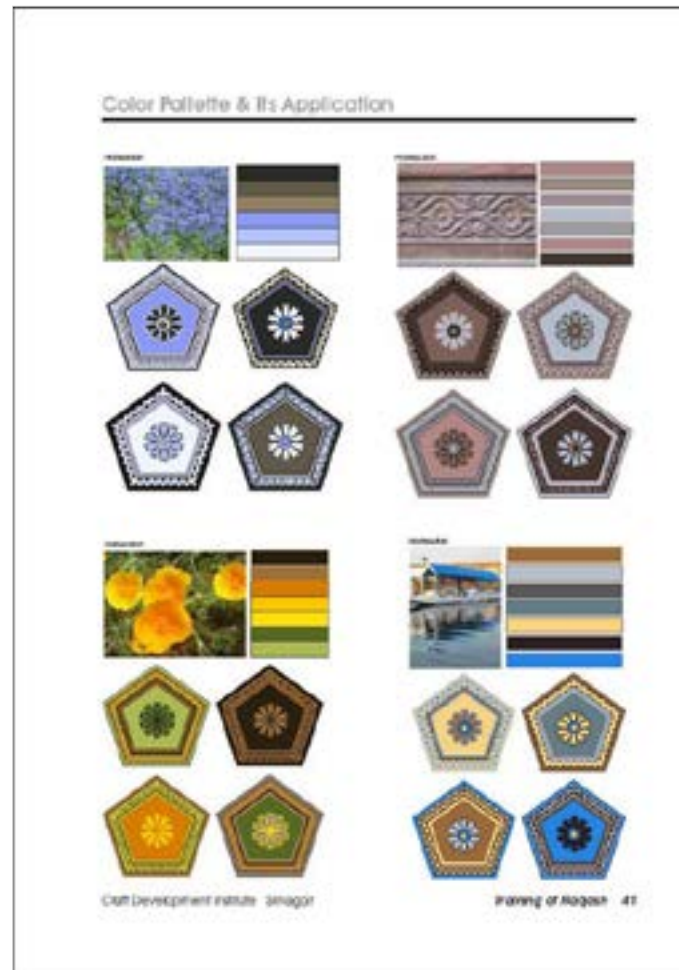 Color Pallette & Its Application
Craft Development Institute Srinagar
Training of Naqash 41